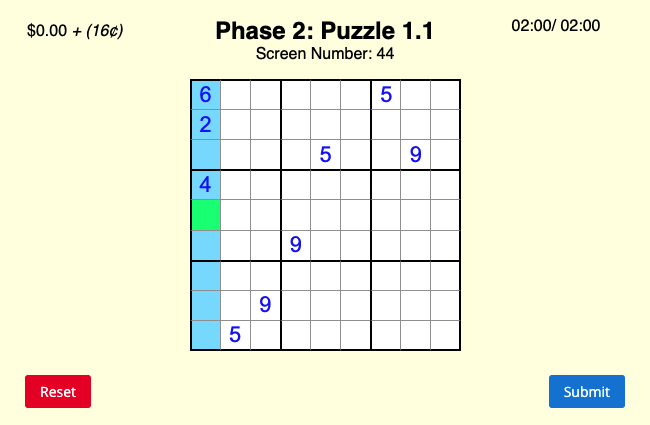 $0.00 + (16¢)
Phase 2: Puzzle 1.1
02:00/ 02:00
Screen Number: 44
6 5
2
5 9
4
9
9
5
Reset
Submit